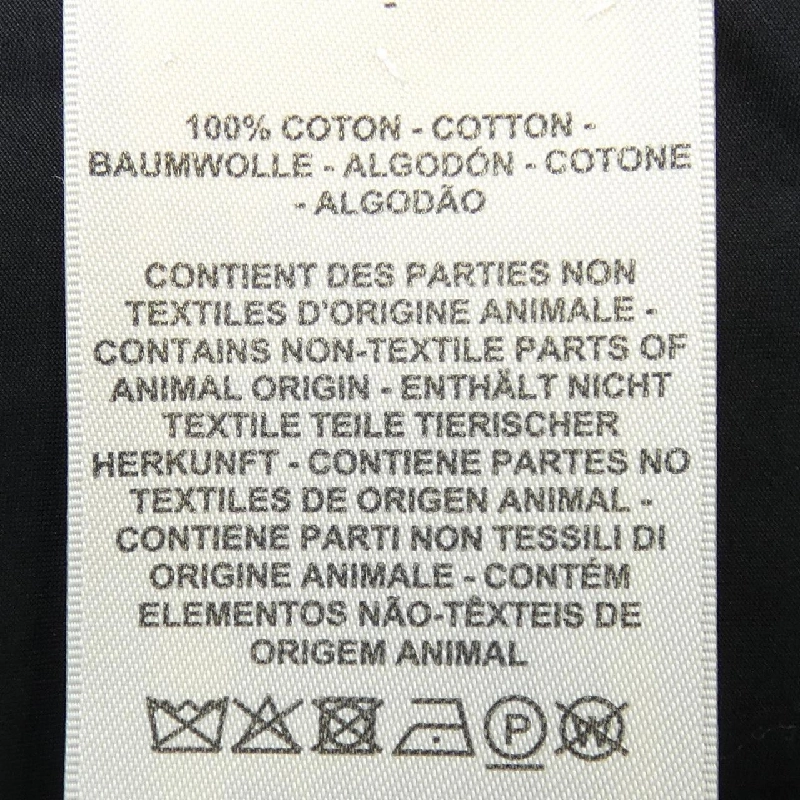 100% COTON - COTTON -
BAUMWOLLE - ALGODÓN - COTONE
- ALGODÃO
CONTIENT DES PARTIES NON
TEXTILES D'ORIGINE ANIMALE -
CONTAINS NON-TEXTILE PARTS OF
ANIMAL ORIGIN - ENTHÄLT NICHT
TEXTILE TEILE TIERISCHER
HERKUNFT - CONTIENE PARTES NO
TEXTILES DE ORIGEN ANIMAL -
CONTIENE PARTI NON TESSILI DI
ORIGINE ANIMALE - CONTÉM
ELEMENTOS NÃO-TÊXTEIS DE
ORIGEM ANIMAL
P W